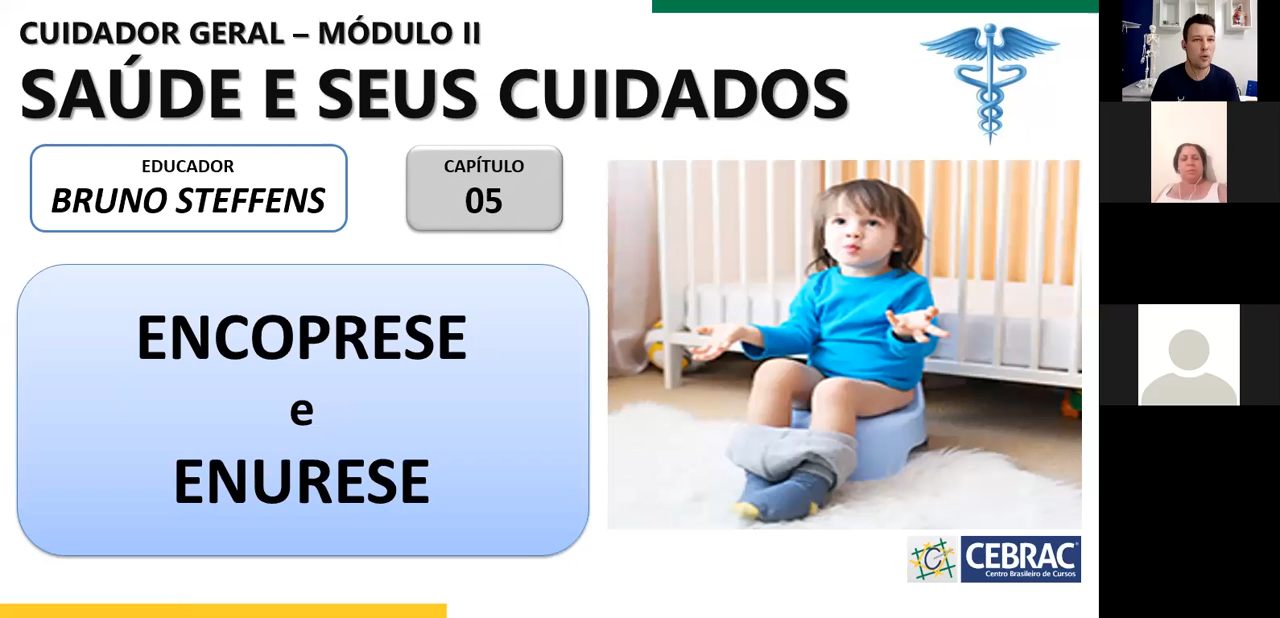 CUIDADOR GERAL – MÓDULO II
SAÚDE E SEUS CUIDADOS
EDUCADOR
BRUNO STEFFENS
CAPÍTULO
05
ENCOPRESE
e
ENURESE
C
CEBRAC
Centro Brasileiro de Cursos